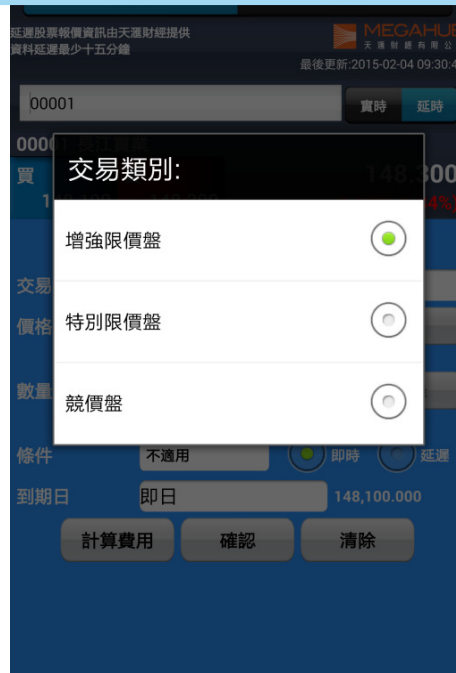 延遲股票報價資訊由天滙財經提供
資料延遲最少十五分鐘
MEGAHUB
天滙財經有限公
最後更新:2015-02-04 09:30:4
00001
實時
延時
0000
買
148.300
交易類別:
增強限價盤
特別限價盤
競價盤
交易
價格
數量
條件
不適用
即時
延遲
到期日
即日
148,100.000
計算費用
確認
清除